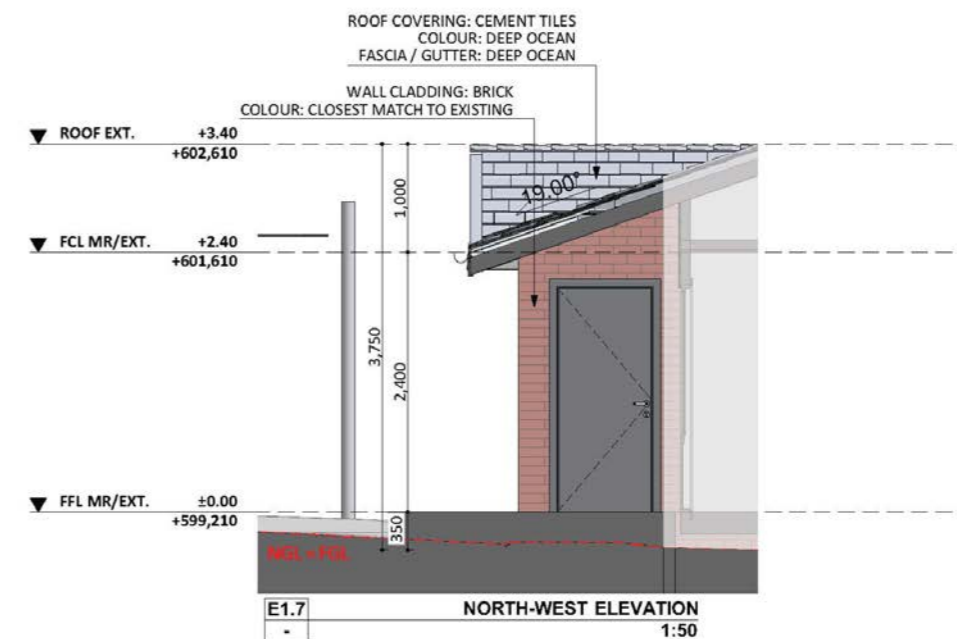 ROOF COVERING: CEMENT TILES
COLOUR: DEEP OCEAN
FASCIA / GUTTER: DEEP OCEAN
WALL CLADDING: BRICK
COLOUR: CLOSEST MATCH TO EXISTING
ROOF EXT. +3.40
+602,610
1,000
19.00°
FCL MR/EXT. +2.40
+601,610
3,750
2,400
FFL MR/EXT. ±0.00
+599,210
350
NGL = FGL
E1.7 NORTH-WEST ELEVATION
- 1:50